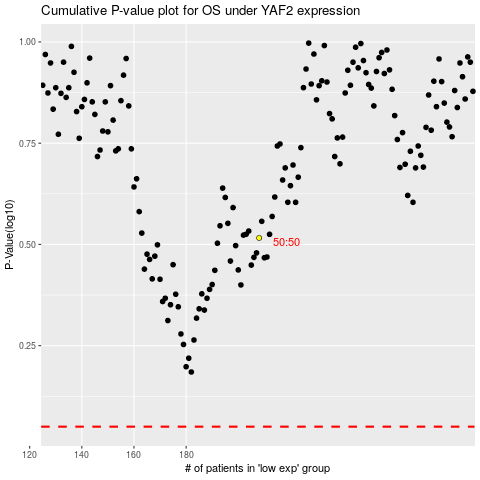 Cumulative P-value plot for OS under YAF2 expression
P-Value(log10)
1.00
0.75
0.50
0.25
50:50
120 140 160 180
# of patients in 'low exp' group